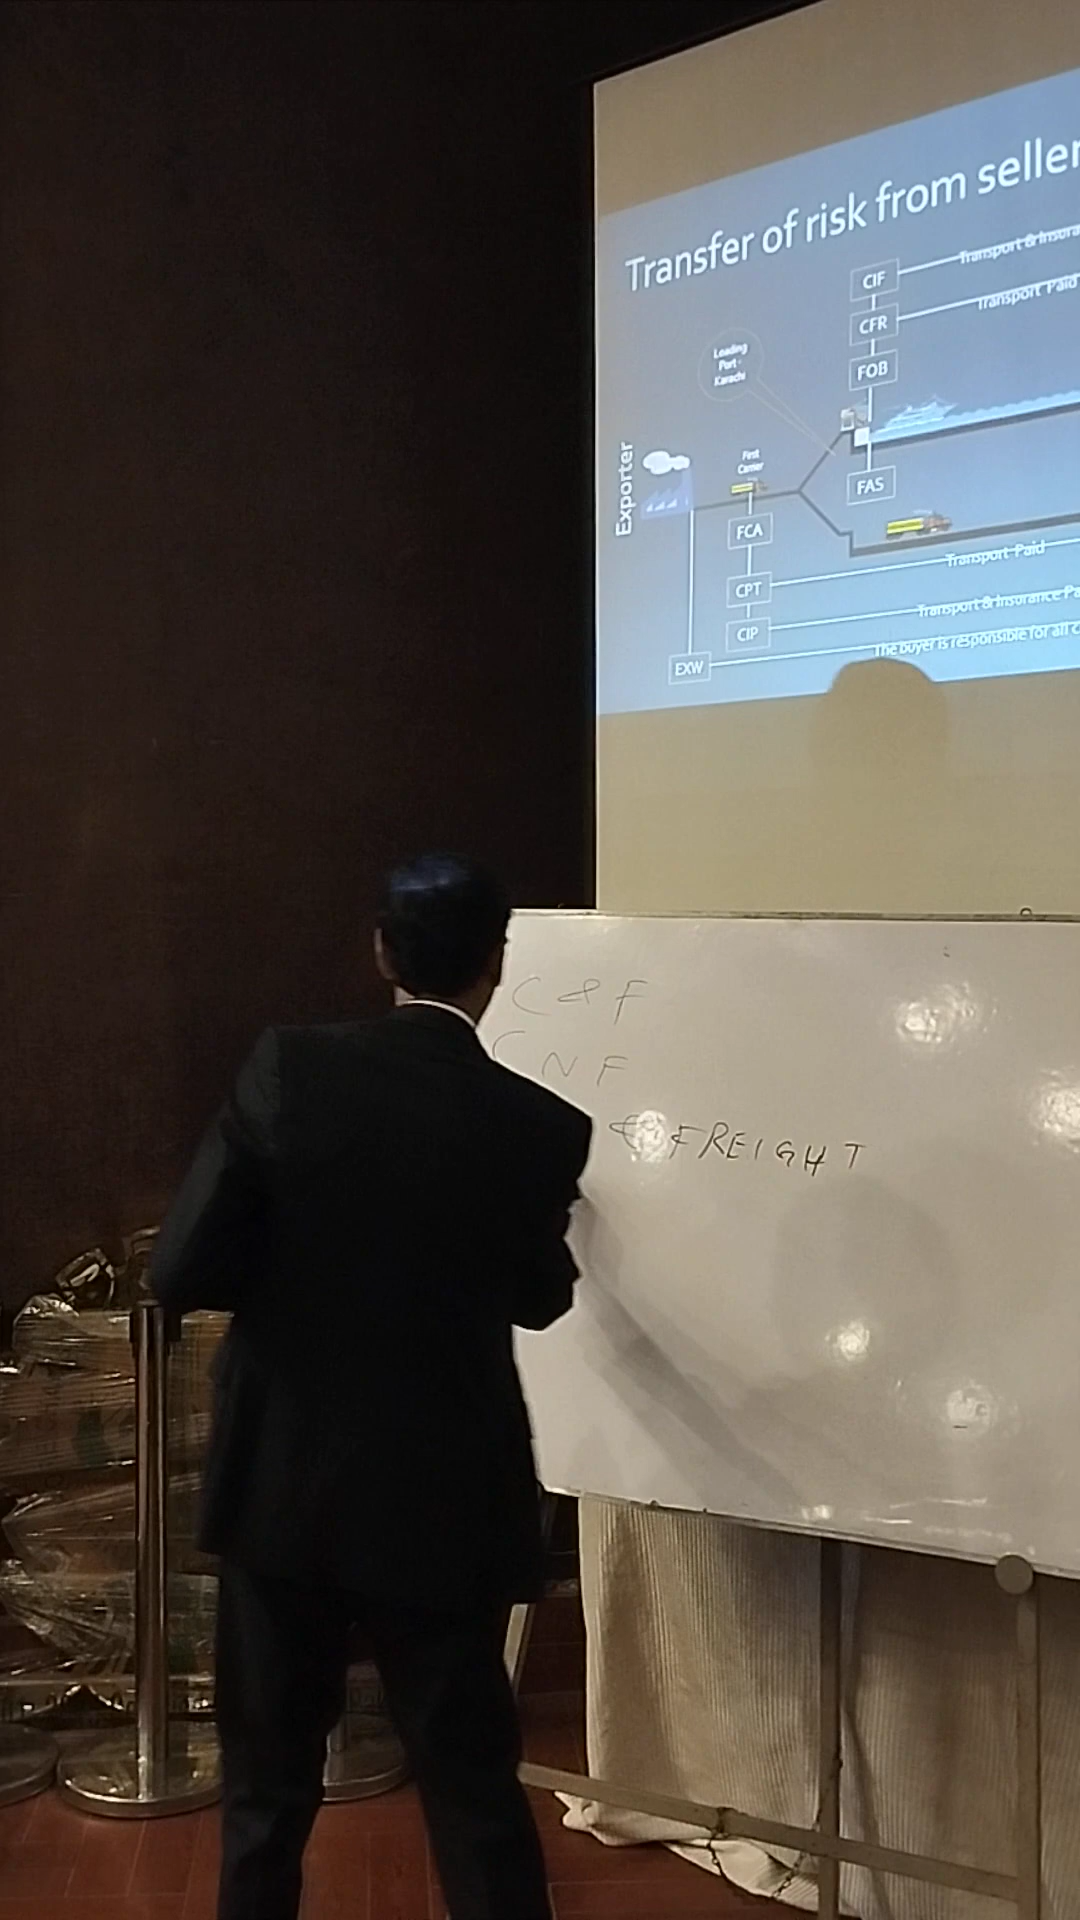 Transfer of risk from seller
CIF
Transport & Insura
CFR
Transport Paid
FOB
Loading
Port -
Karachi
Exporter
First
Carrier
FAS
FCA
CPT
Transport Paid
CIP
Transport & Insurance Pa
EXW
The buyer is responsible for all c
C & F
C N F
& FREIGHT